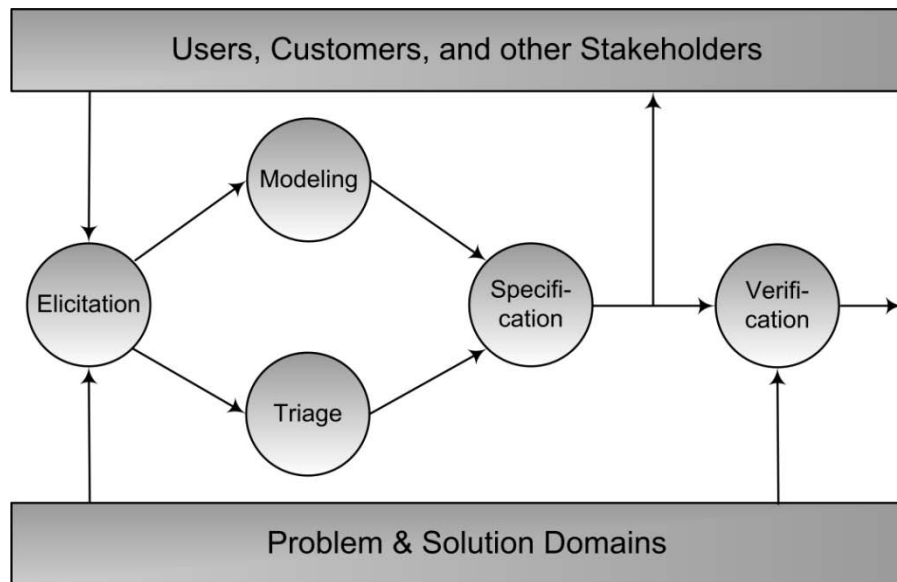 Users, Customers, and other Stakeholders
Modeling
Elicitation
Specifi-
cation
Verifi-
cation
Triage
Problem & Solution Domains